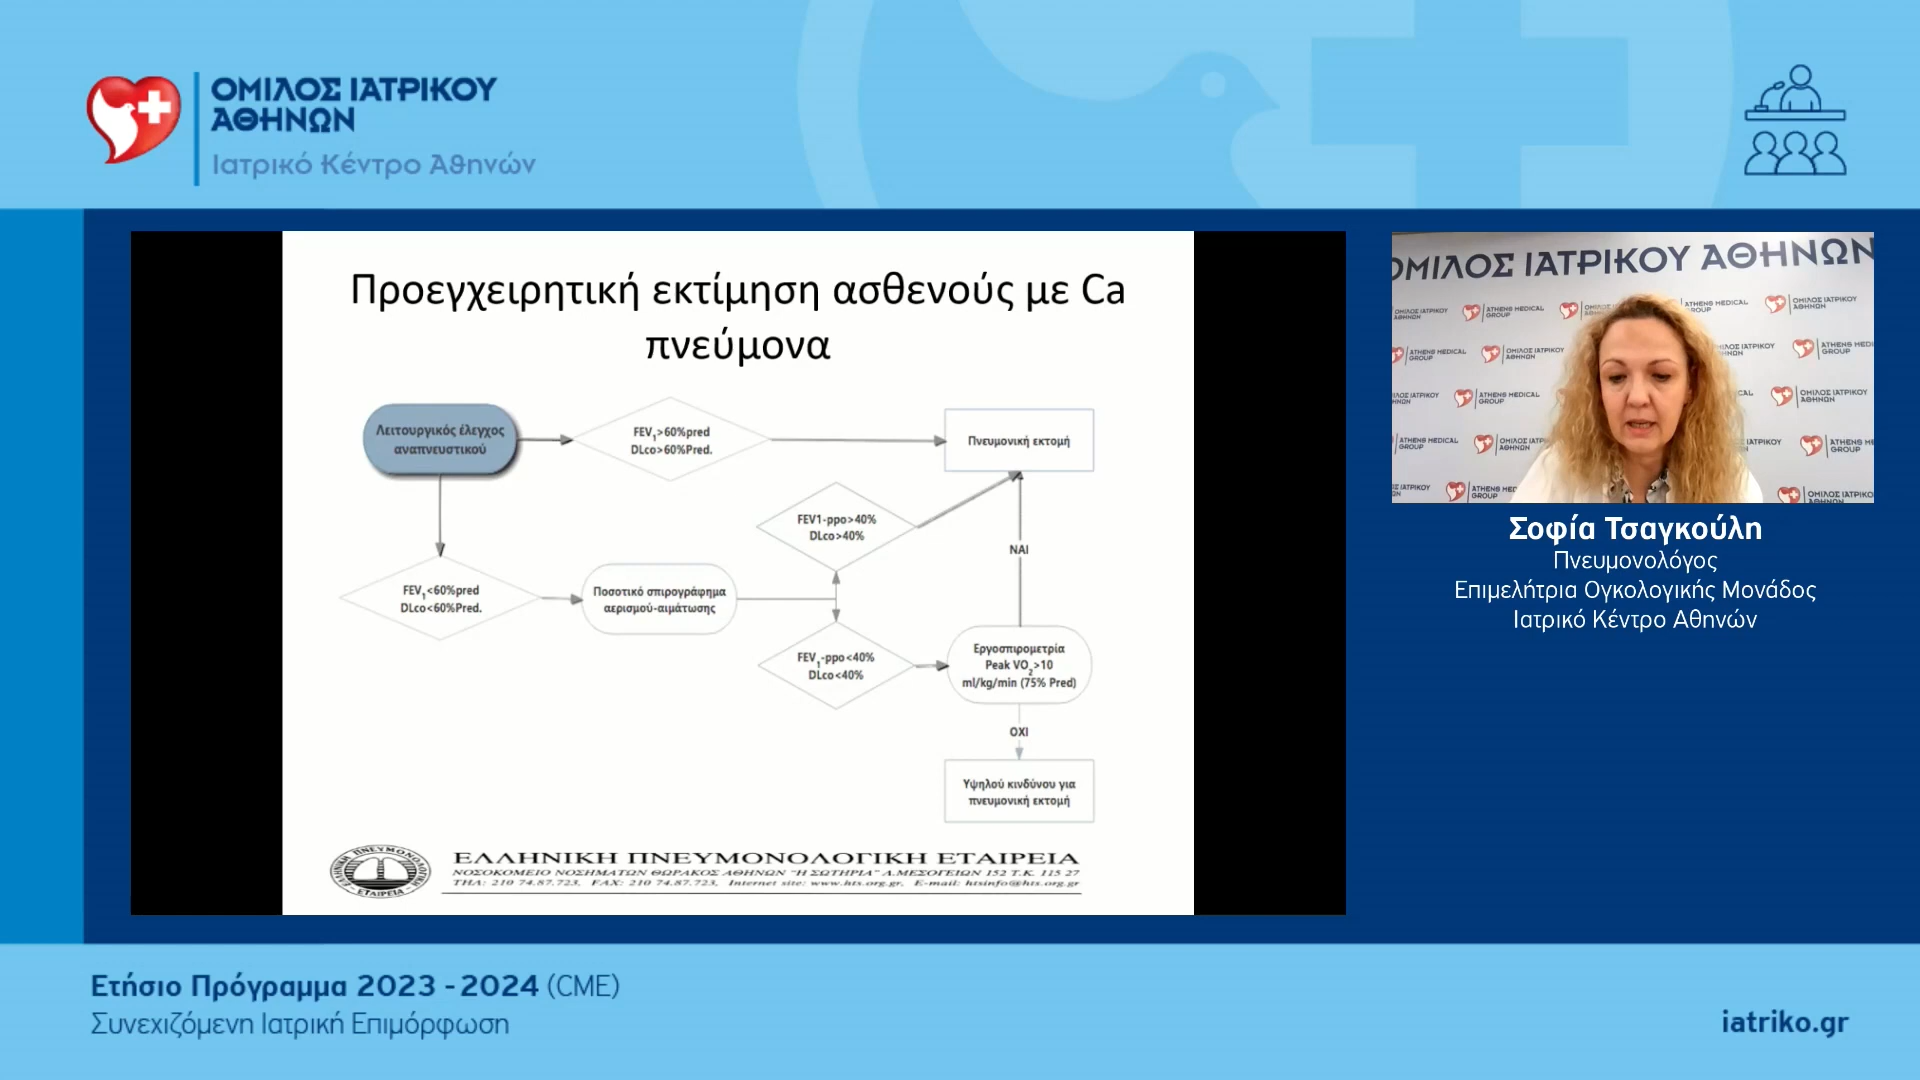 ΟΜΙΛΟΣ ΙΑΤΡΙΚΟΥ
ΑΘΗΝΩΝ
Ιατρικό Κέντρο Αθηνών
Προεγχειρητική εκτίμηση ασθενούς με Ca
πνεύμονα
Λειτουργικός έλεγχος
αναπνευστικού
FEV1>60%pred
DLco>60%Pred.
Πνευμονική εκτομή
FEV1-ppo>40%
DLco>40%
ΝΑΙ
FEV1<60%pred
DLco<60%Pred.
Ποσοτικό σπιρογράφημα
αερισμού-αιμάτωσης
FEV1-ppo<40%
DLco<40%
Εργοσπιρομετρία
Peak VO2>10
ml/kg/min (75% Pred)
ΟΧΙ
Υψηλού κινδύνου για
πνευμονική εκτομή
ΕΛΛΗΝΙΚΗ ΠΝΕΥΜΟΝΟΛΟΓΙΚΗ ΕΤΑΙΡΕΙΑ
ΝΟΣΟΚΟΜΕΙΟ ΝΟΣΗΜΑΤΩΝ ΘΩΡΑΚΟΣ ΑΘΗΝΩΝ "Η ΣΩΤΗΡΙΑ" Λ.ΜΕΣΟΓΕΙΩΝ 152 Τ.Κ. 115 27
ΤΗΛ: 210 74.87.723, FAX: 210 74.87.723, Internet site: www.hts.org.gr, E-mail: htsinfo@hts.org.gr
ΟΜΙΛΟΣ ΙΑΤΡΙΚΟΥ ΑΘΗΝΩΝ
Σοφία Τσαγκούλη
Πνευμονολόγος
Επιμελήτρια Ογκολογικής Μονάδος
Ιατρικό Κέντρο Αθηνών
Ετήσιο Πρόγραμμα 2023 - 2024 (CME)
Συνεχιζόμενη Ιατρική Επιμόρφωση
iatriko.gr